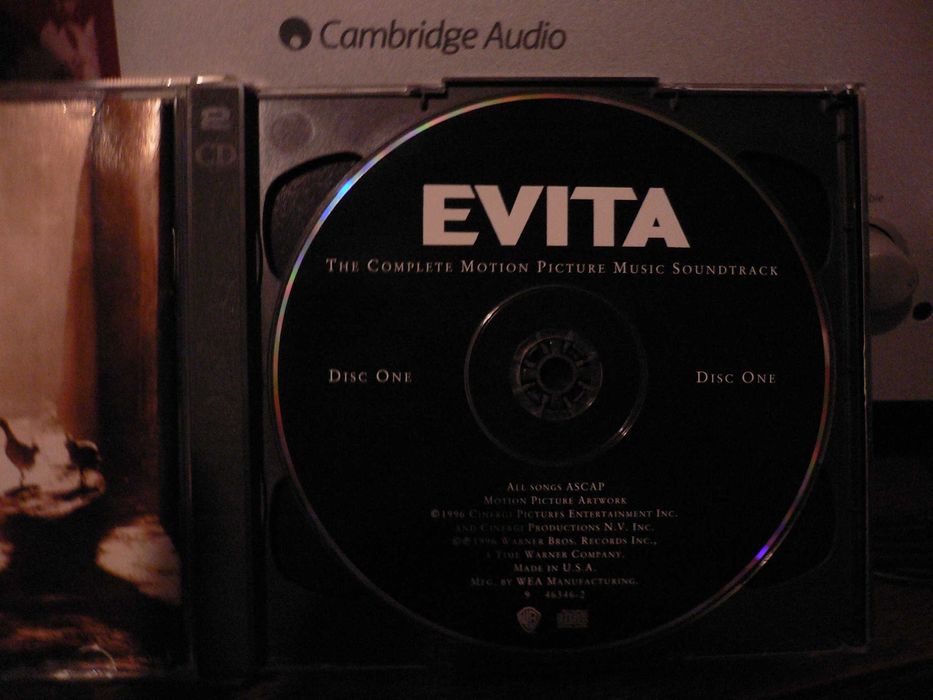 Cambridge Audio
2
CD
EVITA
THE COMPLETE MOTION PICTURE MUSIC SOUNDTRACK
DISC ONE
DISC ONE
ALL SONGS ASCAP
MOTION PICTURE ARTWORK
©1996 CINERGI PICTURES ENTERTAINMENT INC.
AND CINERGI PRODUCTIONS N.V. INC.
©℗1996 WARNER BROS. RECORDS INC.,
A TIME WARNER COMPANY.
MADE IN U.S.A.
MFG. BY WEA MANUFACTURING.
9 46346-2
WB